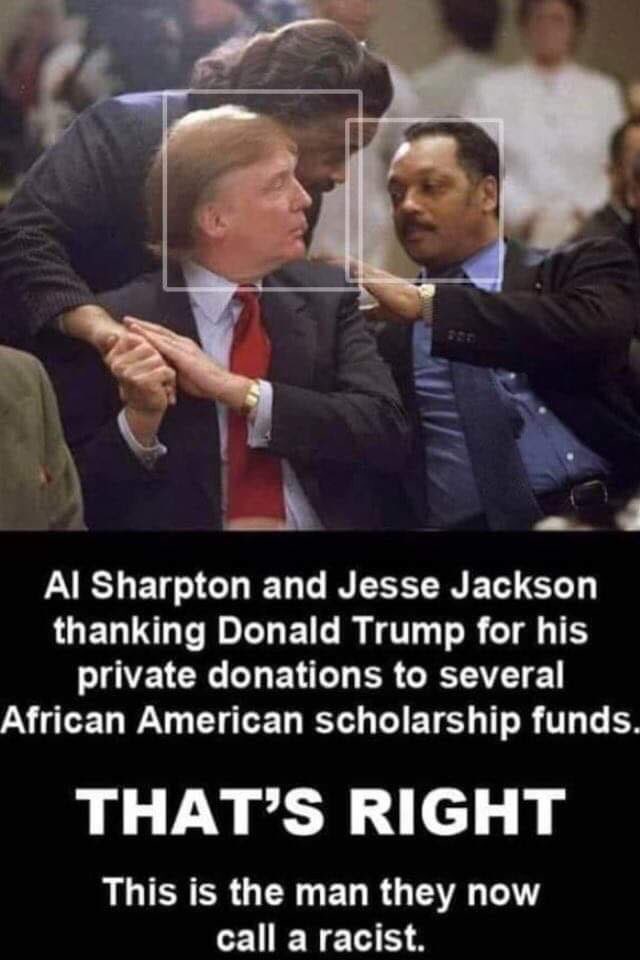 Al Sharpton and Jesse Jackson
thanking Donald Trump for his
private donations to several
African American scholarship funds.
THAT'S RIGHT
This is the man they now
call a racist.